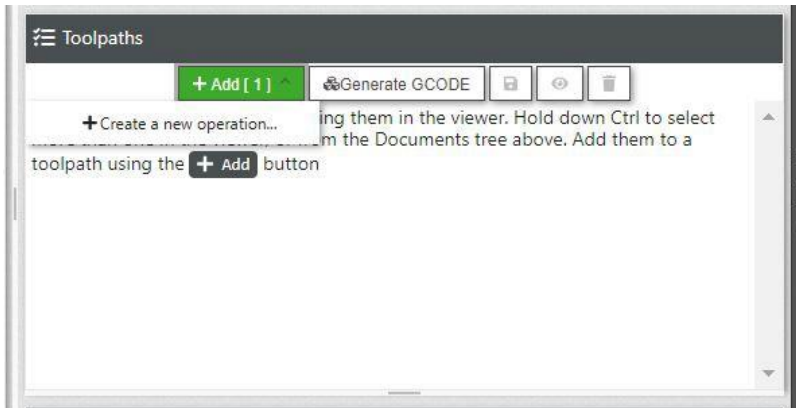 Toolpaths
+ Add [ 1 ] ^ Generate GCODE
+ Create a new operation...
ing them in the viewer. Hold down Ctrl to select
m the Documents tree above. Add them to a
toolpath using the + Add button